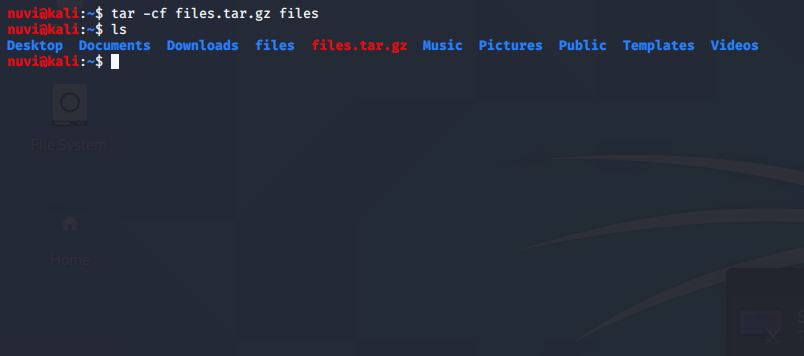 nuvi@kali:~$ tar -cf files.tar.gz files
nuvi@kali:~$ ls
Desktop Documents Downloads files files.tar.gz Music Pictures Public Templates Videos
nuvi@kali:~$
File System
Home